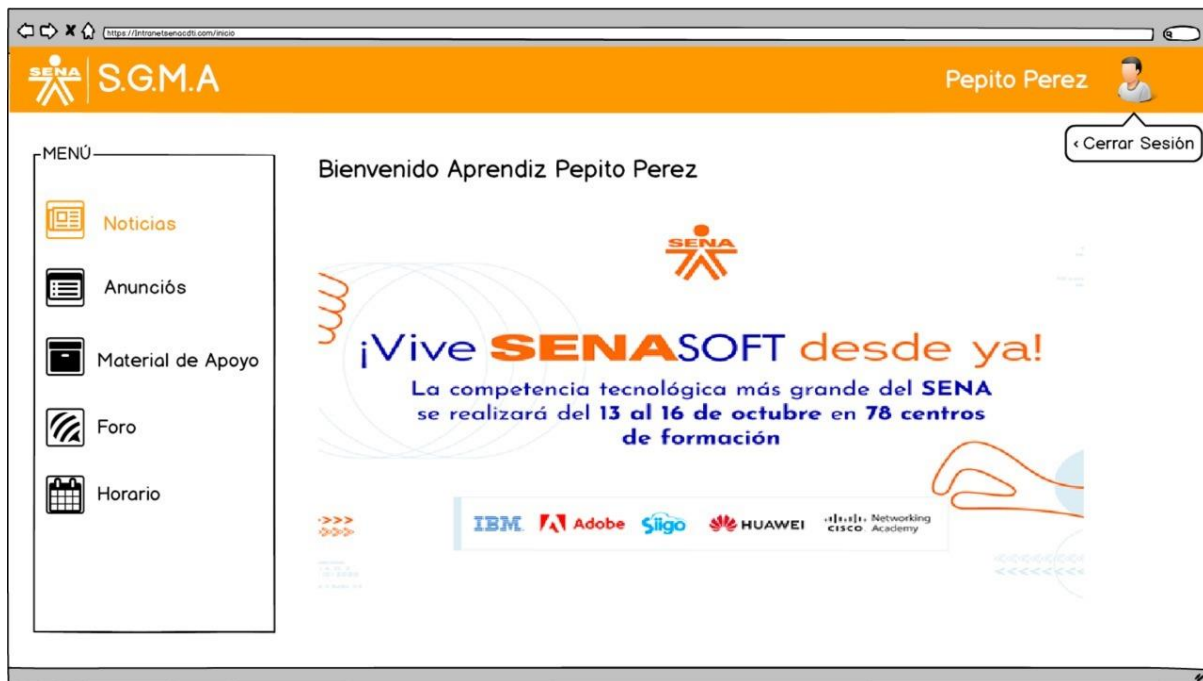 https://Intranetsenacdti.com/inicio
SENA
S.G.M.A
Pepito Perez
‹ Cerrar Sesión
MENÚ
Noticias
Anunciós
Material de Apoyo
Foro
Horario
Bienvenido Aprendiz Pepito Perez
SENA
¡Vive SENASOFT desde ya!
La competencia tecnológica más grande del SENA
se realizará del 13 al 16 de octubre en 78 centros
de formación
IBM Adobe Siigo HUAWEI CISCO Networking Academy